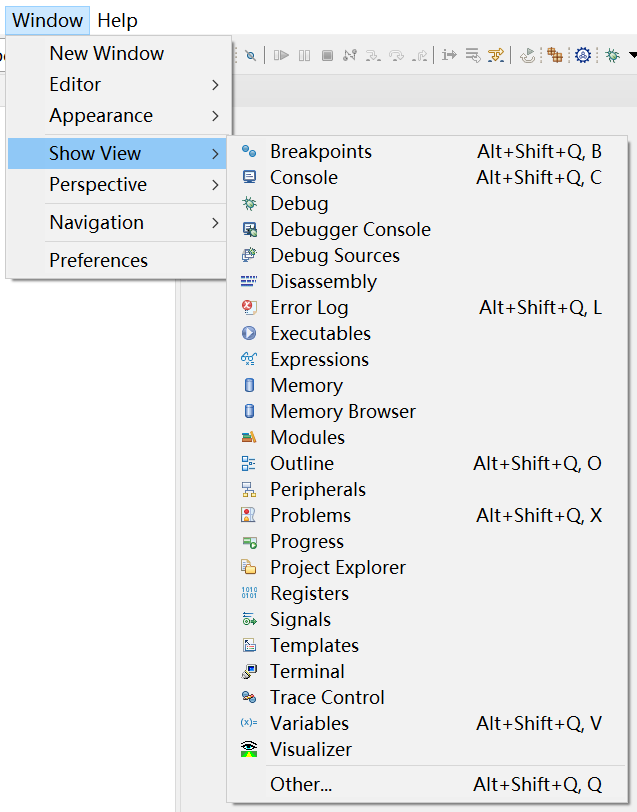 Window Help
New Window
Editor
Appearance
Show View
Perspective
Navigation
Preferences
Breakpoints Alt+Shift+Q, B
Console Alt+Shift+Q, C
Debug
Debugger Console
Debug Sources
Disassembly
Error Log Alt+Shift+Q, L
Executables
Expressions
Memory
Memory Browser
Modules
Outline Alt+Shift+Q, O
Peripherals
Problems Alt+Shift+Q, X
Progress
Project Explorer
Registers
Signals
Templates
Terminal
Trace Control
Variables Alt+Shift+Q, V
Visualizer
Other... Alt+Shift+Q, Q